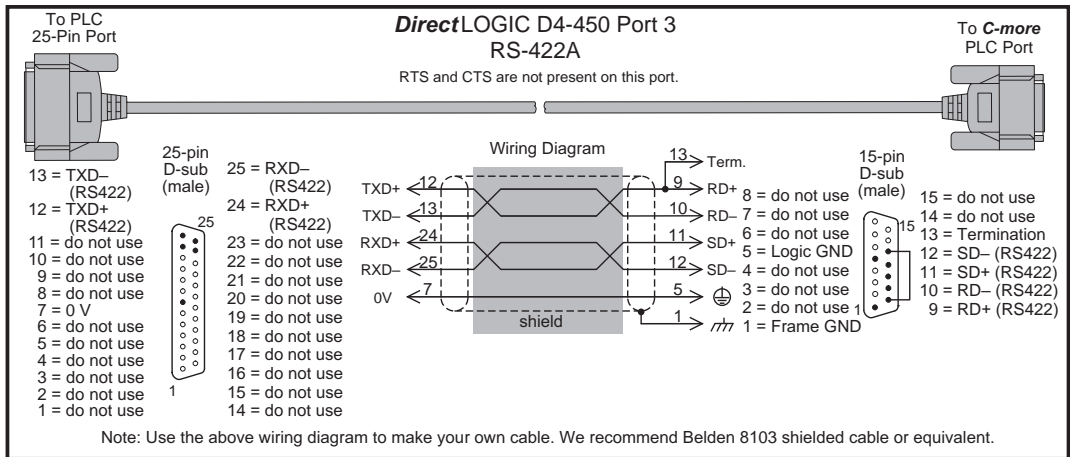 To PLC
25-Pin Port
DirectLOGIC D4-450 Port 3
RS-422A
RTS and CTS are not present on this port.
To C-more
PLC Port
25-pin
D-sub
(male)
13 = TXD–
(RS422)
12 = TXD+
(RS422)
11 = do not use
10 = do not use
9 = do not use
8 = do not use
7 = 0 V
6 = do not use
5 = do not use
4 = do not use
3 = do not use
2 = do not use
1 = do not use
25
1
25 = RXD–
(RS422)
24 = RXD+
(RS422)
23 = do not use
22 = do not use
21 = do not use
20 = do not use
19 = do not use
18 = do not use
17 = do not use
16 = do not use
15 = do not use
14 = do not use
Wiring Diagram
13 Term.
TXD+ 12 9 RD+
TXD– 13 10 RD–
RXD+ 24 11 SD+
RXD– 25 12 SD–
0V 7 5
shield
1
15-pin
D-sub
(male)
8 = do not use
7 = do not use
6 = do not use
5 = Logic GND
4 = do not use
3 = do not use
2 = do not use
1 = Frame GND
15
1
15 = do not use
14 = do not use
13 = Termination
12 = SD– (RS422)
11 = SD+ (RS422)
10 = RD– (RS422)
9 = RD+ (RS422)
Note: Use the above wiring diagram to make your own cable. We recommend Belden 8103 shielded cable or equivalent.